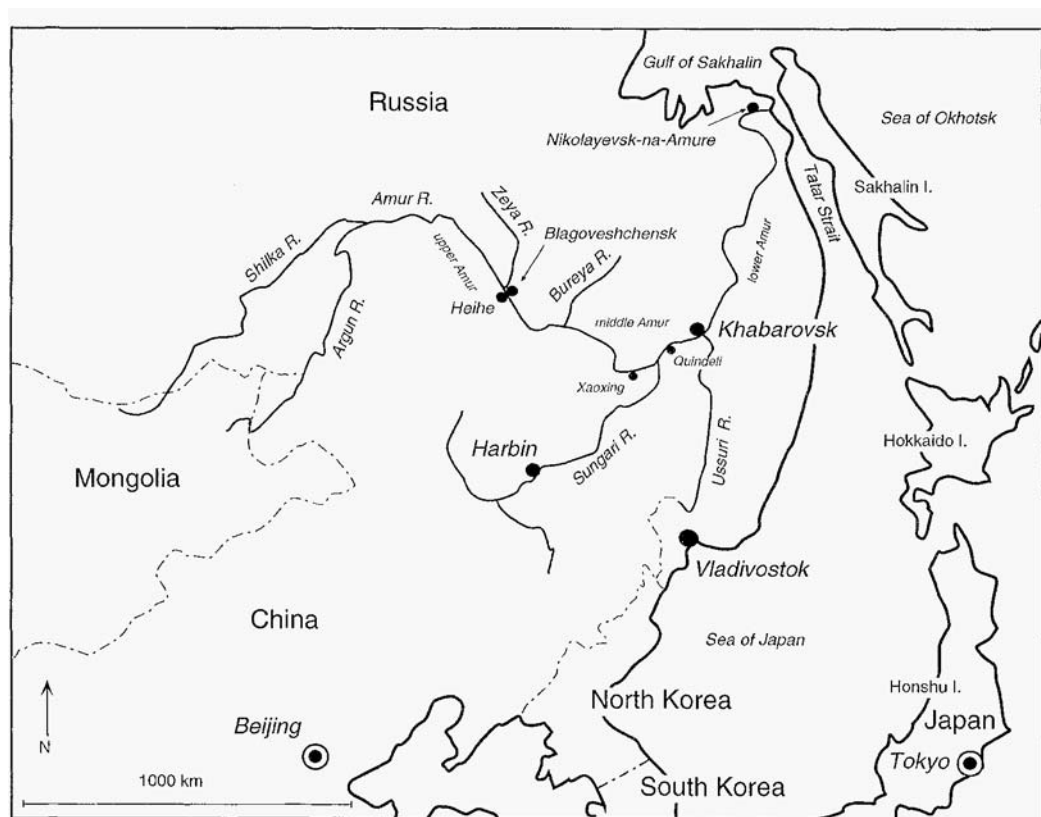 Gulf of Sakhalin
Russia
Sea of Okhotsk
Nikolayevsk-na-Amure
Tatar Strait
Sakhalin I.
Amur R.
Zeya R.
Shilka R.
upper Amur
Blagoveshchensk
lower Amur
Bureya R.
Heihe
Argun R.
middle Amur
Khabarovsk
Quindeli
Xaoxing
Ussuri R.
Hokkaido I.
Harbin
Sungari R.
Mongolia
Vladivostok
China
Sea of Japan
Honshu I.
North Korea
Japan
Beijing
N
Tokyo
1000 km
South Korea